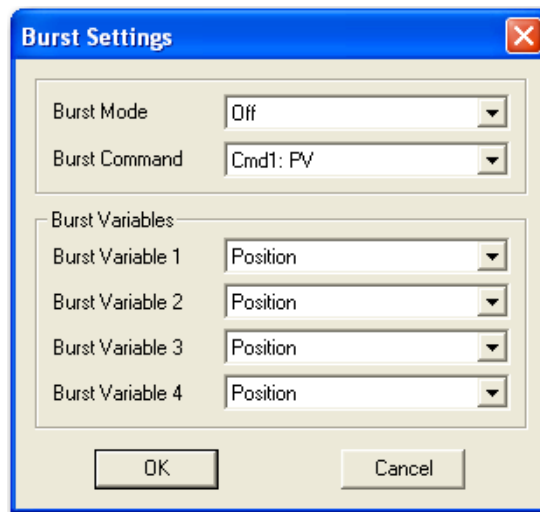 Burst Settings
Burst Mode Off
Burst Command Cmd1: PV
Burst Variables
Burst Variable 1 Position
Burst Variable 2 Position
Burst Variable 3 Position
Burst Variable 4 Position
OK Cancel